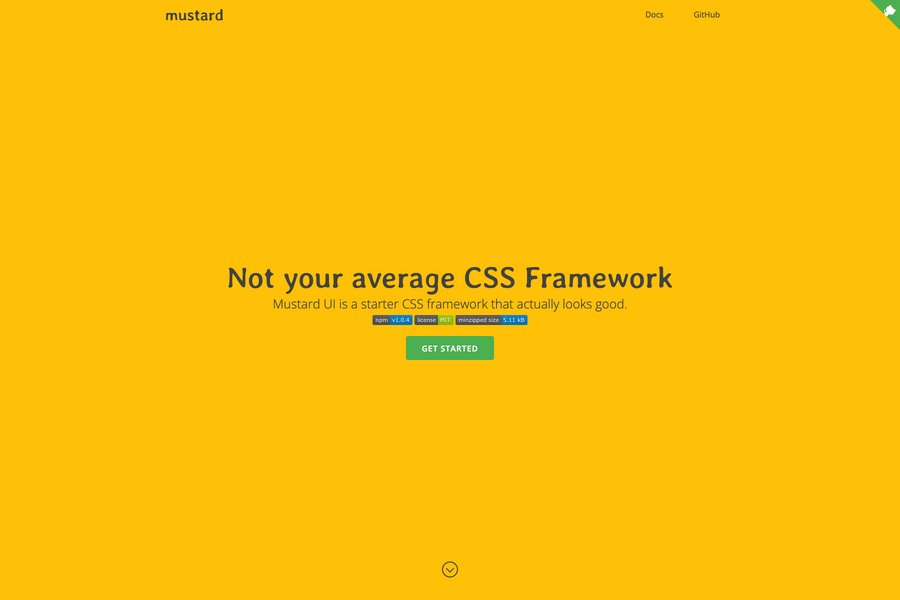 mustard
Docs GitHub
Not your average CSS Framework
Mustard UI is a starter CSS framework that actually looks good.
npm v1.0.4 license MIT minzipped size 5.11 kB
GET STARTED